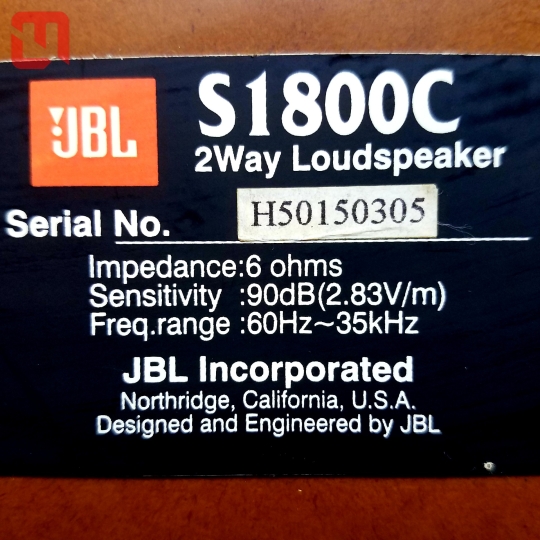 JBL
S1800C
2Way Loudspeaker
Serial No. H50150305
Impedance:6 ohms
Sensitivity :90dB(2.83V/m)
Freq.range :60Hz~35kHz
JBL Incorporated
Northridge, California, U.S.A.
Designed and Engineered by JBL